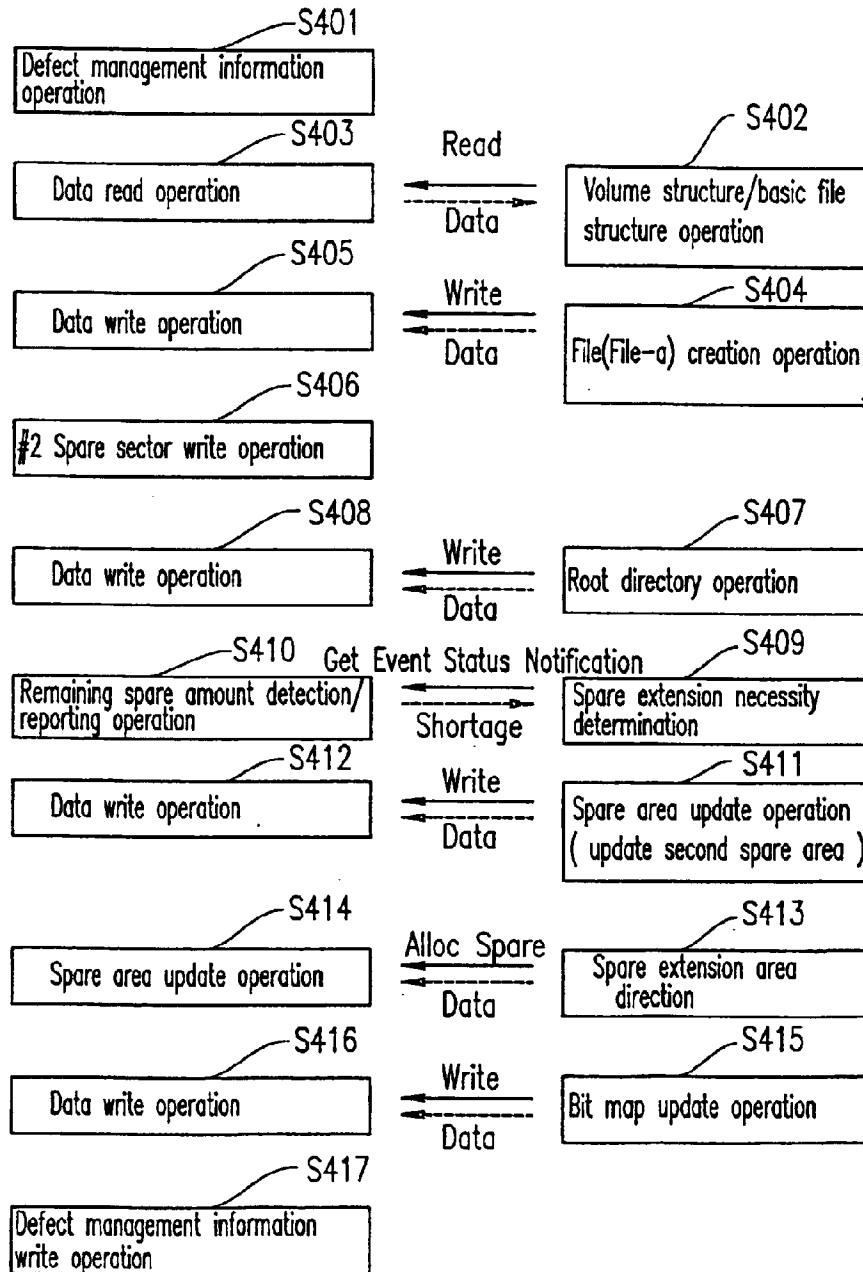 S401
Defect management information
operation
S403
Data read operation
Read
Data
S402
Volume structure/basic file
structure operation
S405
Data write operation
Write
Data
S404
File(File-a) creation operation
S406
#2 Spare sector write operation
S408
Data write operation
Write
Data
S407
Root directory operation
S410
Remaining spare amount detection/
reporting operation
Get Event Status Notification
Shortage
S409
Spare extension necessity
determination
S412
Data write operation
Write
Data
S411
Spare area update operation
( update second spare area )
S414
Spare area update operation
Alloc Spare
Data
S413
Spare extension area
direction
S416
Data write operation
Write
Data
S415
Bit map update operation
S417
Defect management information
write operation